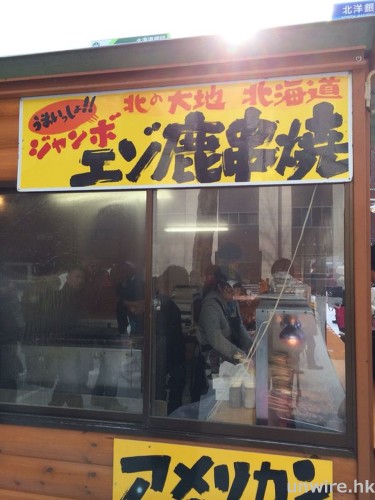 北洋銀
うまいっしょ!!
北の大地 北海道
ジャンボ
エゾ鹿串焼
アメリカン
unwire.hk